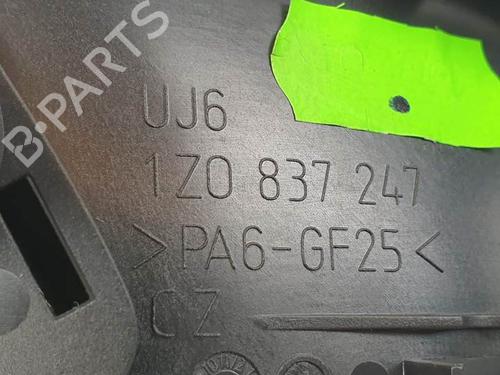 B-PARTS
UJ6
1Z0 837 247
>PA6-GF25<
CZ